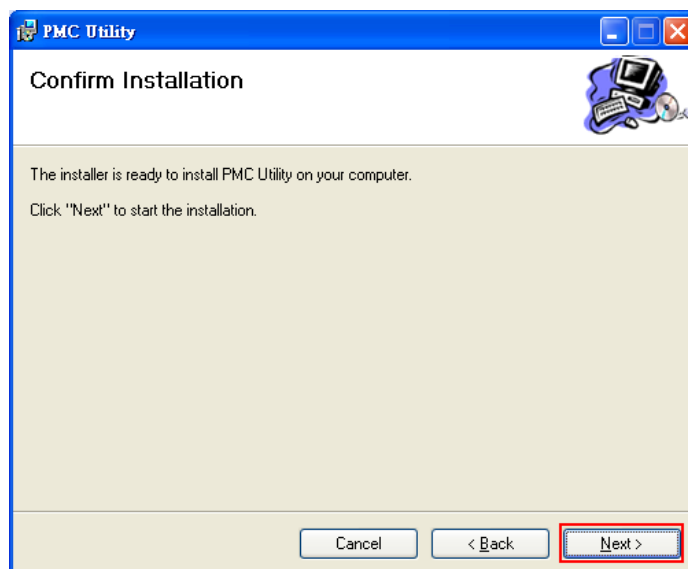 PMC Utility
Confirm Installation
The installer is ready to install PMC Utility on your computer.
Click "Next" to start the installation.
Cancel
< Back
Next >